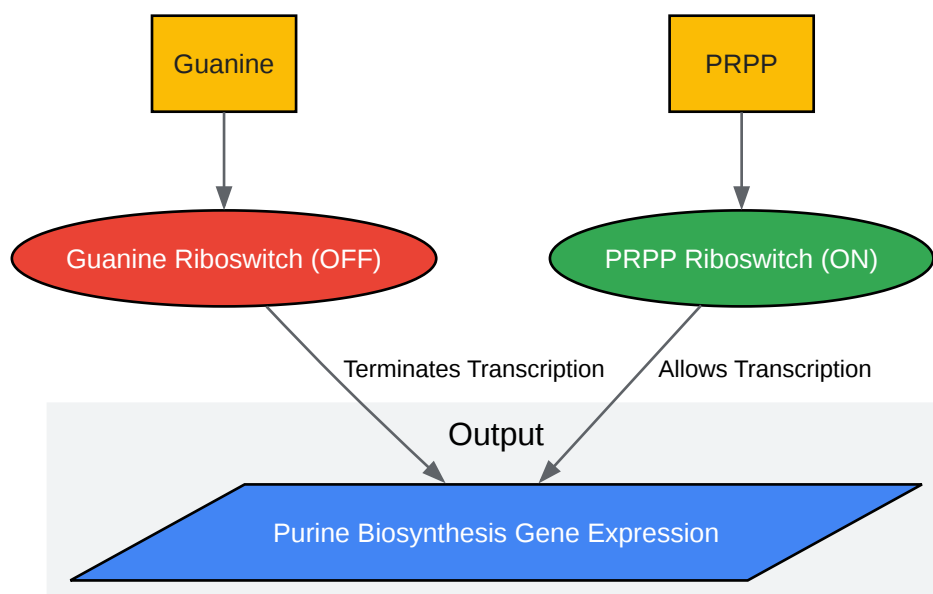 Guanine
PRPP
Guanine Riboswitch (OFF)
PRPP Riboswitch (ON)
Terminates Transcription
Allows Transcription
Output
Purine Biosynthesis Gene Expression